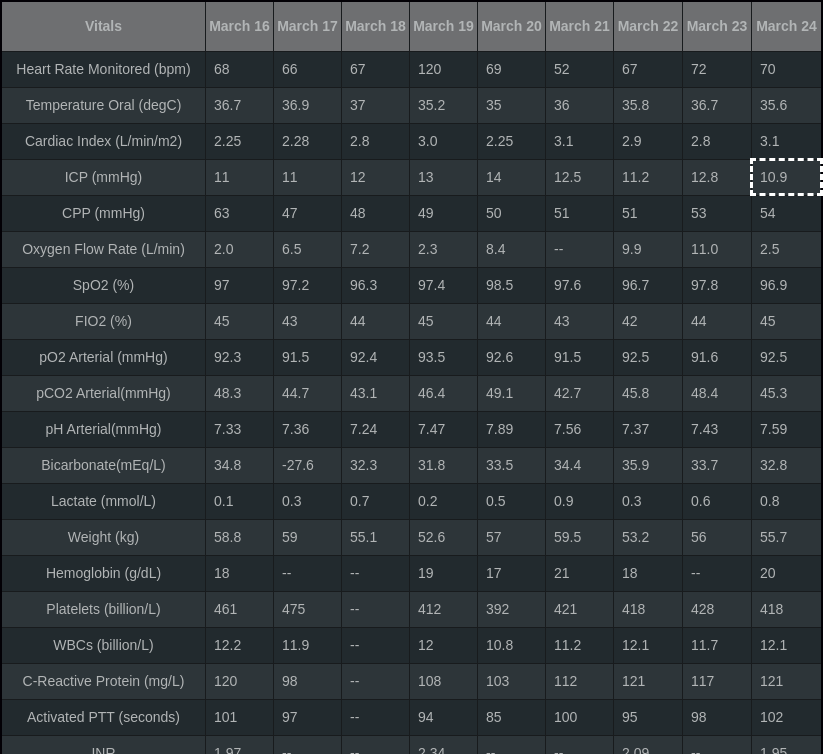 Vitals March 16 March 17 March 18 March 19 March 20 March 21 March 22 March 23 March 24
Heart Rate Monitored (bpm) 68 66 67 120 69 52 67 72 70
Temperature Oral (degC) 36.7 36.9 37 35.2 35 36 35.8 36.7 35.6
Cardiac Index (L/min/m2) 2.25 2.28 2.8 3.0 2.25 3.1 2.9 2.8 3.1
ICP (mmHg) 11 11 12 13 14 12.5 11.2 12.8 10.9
CPP (mmHg) 63 47 48 49 50 51 51 53 54
Oxygen Flow Rate (L/min) 2.0 6.5 7.2 2.3 8.4 -- 9.9 11.0 2.5
SpO2 (%) 97 97.2 96.3 97.4 98.5 97.6 96.7 97.8 96.9
FIO2 (%) 45 43 44 45 44 43 42 44 45
pO2 Arterial (mmHg) 92.3 91.5 92.4 93.5 92.6 91.5 92.5 91.6 92.5
pCO2 Arterial(mmHg) 48.3 44.7 43.1 46.4 49.1 42.7 45.8 48.4 45.3
pH Arterial(mmHg) 7.33 7.36 7.24 7.47 7.89 7.56 7.37 7.43 7.59
Bicarbonate(mEq/L) 34.8 -27.6 32.3 31.8 33.5 34.4 35.9 33.7 32.8
Lactate (mmol/L) 0.1 0.3 0.7 0.2 0.5 0.9 0.3 0.6 0.8
Weight (kg) 58.8 59 55.1 52.6 57 59.5 53.2 56 55.7
Hemoglobin (g/dL) 18 -- -- 19 17 21 18 -- 20
Platelets (billion/L) 461 475 -- 412 392 421 418 428 418
WBCs (billion/L) 12.2 11.9 -- 12 10.8 11.2 12.1 11.7 12.1
C-Reactive Protein (mg/L) 120 98 -- 108 103 112 121 117 121
Activated PTT (seconds) 101 97 -- 94 85 100 95 98 102
INR 1.97 -- -- 2.34 -- -- 2.09 -- 1.95